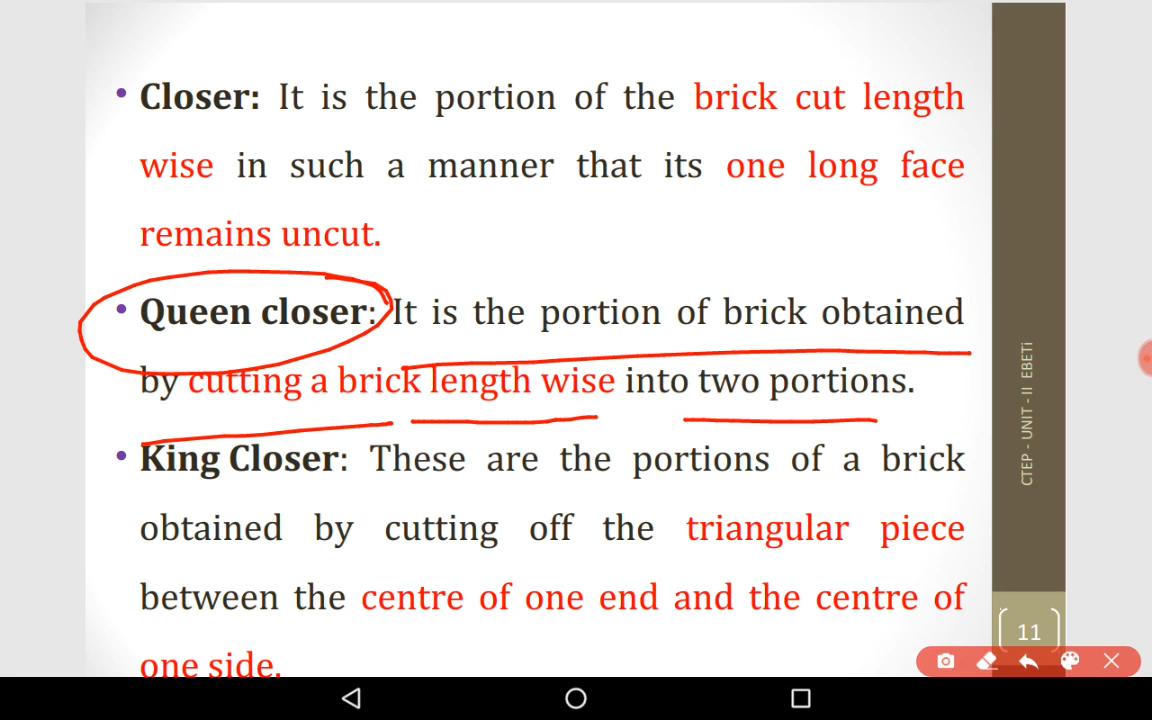 • Closer: It is the portion of the brick cut length
wise in such a manner that its one long face
remains uncut.
• Queen closer: It is the portion of brick obtained
by cutting a brick length wise into two portions.
• King Closer: These are the portions of a brick
obtained by cutting off the triangular piece
between the centre of one end and the centre of
one side.
CTEP - UNIT - II EBETi
11